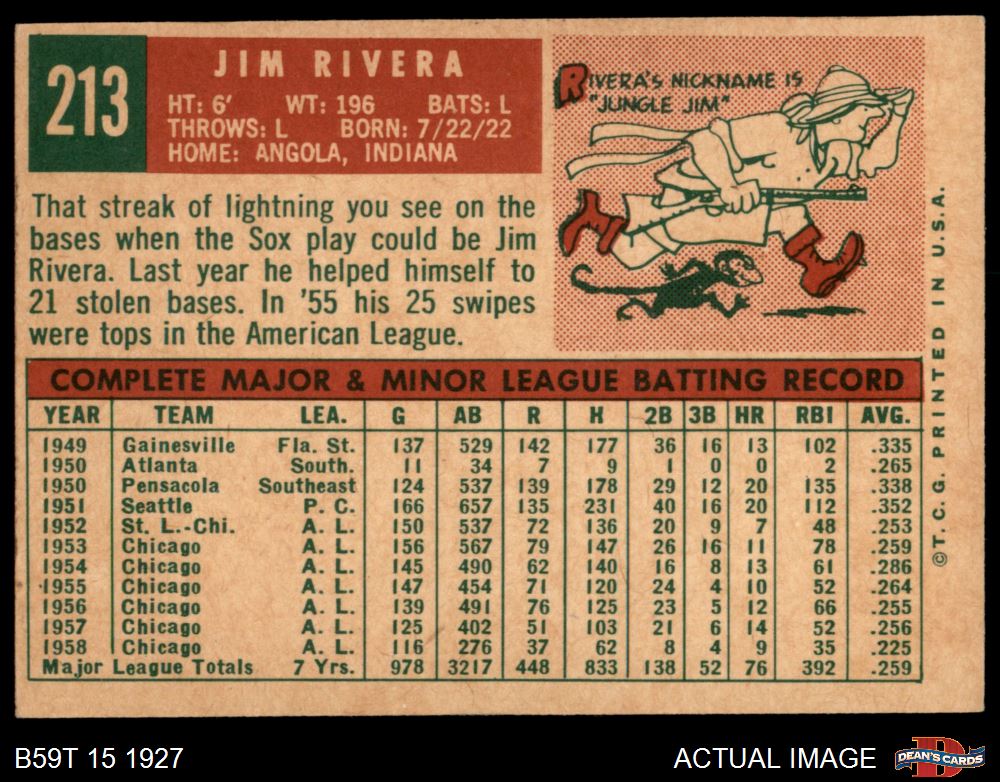 213
JIM RIVERA
HT: 6' WT: 196 BATS: L
THROWS: L BORN: 7/22/22
HOME: ANGOLA, INDIANA
RIVERA'S NICKNAME IS
"JUNGLE JIM"
That streak of lightning you see on the
bases when the Sox play could be Jim
Rivera. Last year he helped himself to
21 stolen bases. In '55 his 25 swipes
were tops in the American League.
COMPLETE MAJOR & MINOR LEAGUE BATTING RECORD
YEAR TEAM LEA. G AB R H 2B 3B HR RBI AVG.
1949 Gainesville Fla. St. 137 529 142 177 36 16 13 102 .335
1950 Atlanta South. 11 34 7 9 1 0 0 2 .265
1950 Pensacola Southeast 124 537 139 178 29 12 20 135 .338
1951 Seattle P. C. 166 657 135 231 40 16 20 112 .352
1952 St. L.-Chi. A. L. 150 537 72 136 20 9 7 48 .253
1953 Chicago A. L. 156 567 79 147 26 16 11 78 .259
1954 Chicago A. L. 145 490 62 140 16 8 13 61 .286
1955 Chicago A. L. 147 454 71 120 24 4 10 52 .264
1956 Chicago A. L. 139 491 76 125 23 5 12 66 .255
1957 Chicago A. L. 125 402 51 103 21 6 14 52 .256
1958 Chicago A. L. 116 276 37 62 8 4 9 35 .225
Major League Totals 7 Yrs. 978 3217 448 833 138 52 76 392 .259
©T. C. G. PRINTED IN U.S.A.
B59T 15 1927
ACTUAL IMAGE
D
DEAN'S CARDS